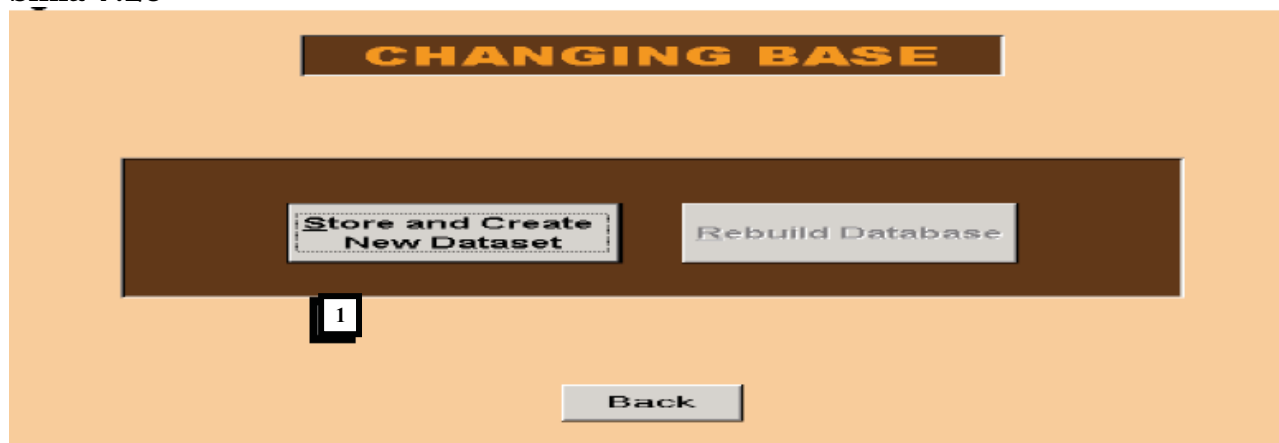 CHANGING BASE
Store and Create
New Dataset
Rebuild Database
1
Back